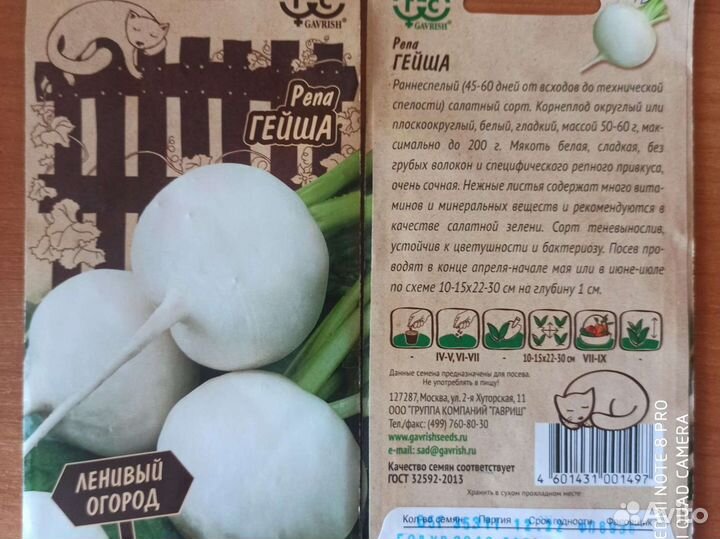 ГС
GAVRISH®
Репа
ГЕЙША
ЛЕНИВЫЙ
ОГОРОД
ГС
GAVRISH®
Репа
ГЕЙША
Раннеспелый (45-60 дней от всходов до технической
спелости) салатный сорт. Корнеплод округлый или
плоскоокруглый, белый, гладкий, массой 50-60 г, мак-
симально до 200 г. Мякоть белая, сладкая, без
грубых волокон и специфического репного привкуса,
очень сочная. Нежные листья содержат много вита-
минов и минеральных веществ и рекомендуются в
качестве салатной зелени. Сорт теневынослив,
устойчив к цветушности и бактериозу. Посев про-
водят в конце апреля-начале мая или в июне-июле
по схеме 10-15х22-30 см на глубину 1 см.
- IV-V, VI-VII - 10-15х22-30 см VII-IX -
Данные семена предназначены для посева.
Не употреблять в пищу!
127287, Москва, ул. 2-я Хуторская, 11
ООО "ГРУППА КОМПАНИЙ "ГАВРИШ"
Тел./факс: (499) 760-80-30
www.gavrishseeds.ru
e-mail: sad@gavrish.ru
Качество семян соответствует
ГОСТ 32592-2013
4 601431 001497
Хранить в сухом прохладном месте
Кол-во семян Партия Срок годности Фасовщик
NOTE 8 PRO
QUAD CAMERA
Avito